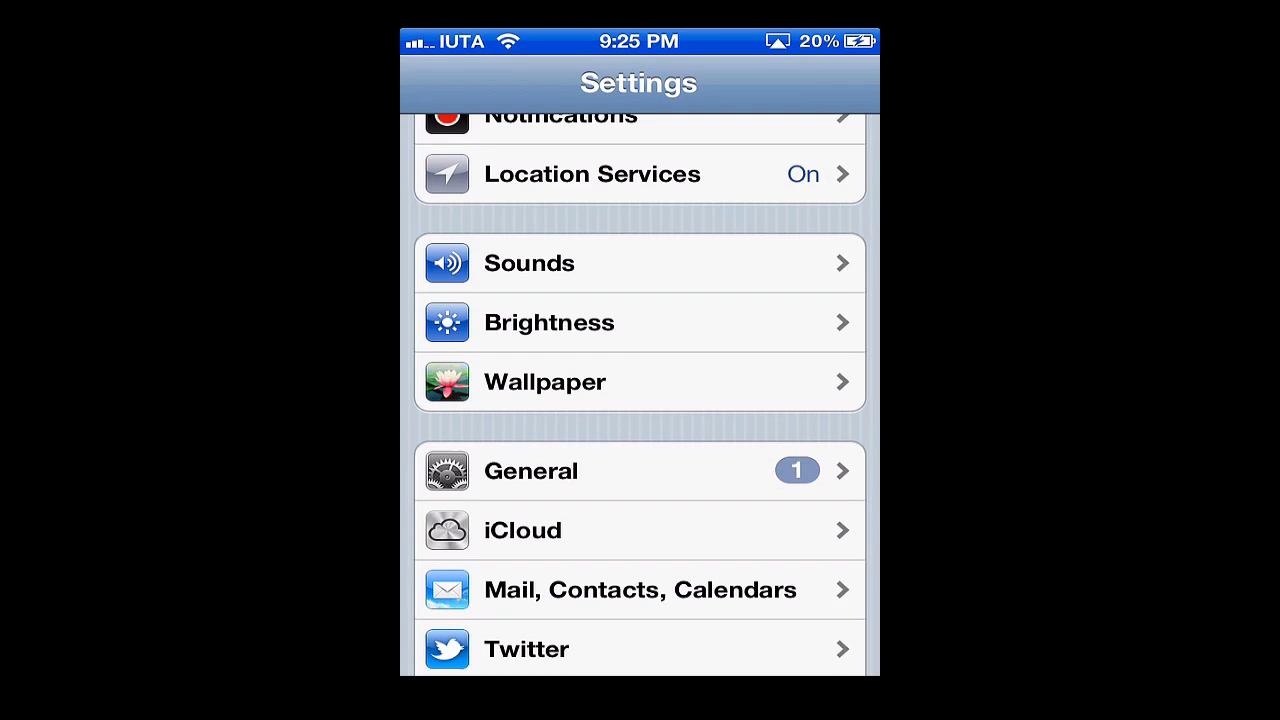 IUTA 9:25 PM 20%
Settings
Notifications
Location Services On
Sounds
Brightness
Wallpaper
General 1
iCloud
Mail, Contacts, Calendars
Twitter